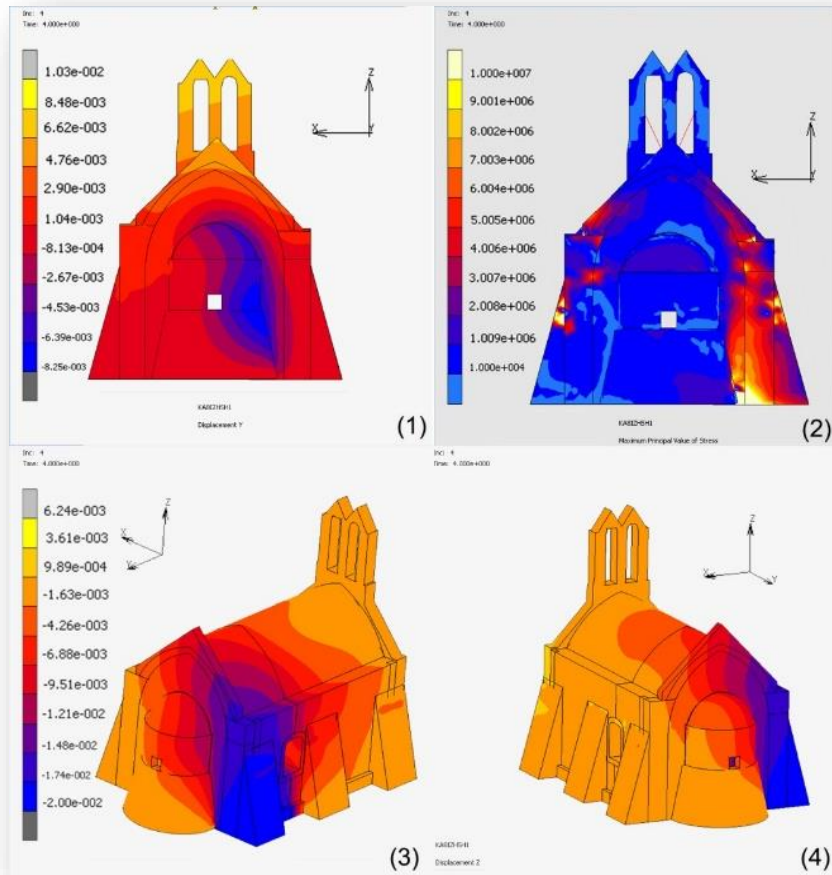 Inc: 4
Time: 4.000e+000
1.03e-002
8.48e-003
6.62e-003
4.76e-003
2.90e-003
1.04e-003
-8.13e-004
-2.67e-003
-4.53e-003
-6.39e-003
-8.25e-003
Z
X
Y
KABIZHSH1
Displacement Y
(1)
Inc: 4
Time: 4.000e+000
1.000e+007
9.001e+006
8.002e+006
7.003e+006
6.004e+006
5.005e+006
4.006e+006
3.007e+006
2.008e+006
1.009e+006
1.000e+004
Z
X
Y
KABIZHSH1
Maximum Principal Value of Stress
(2)
Inc: 4
Time: 4.000e+000
6.24e-003
3.61e-003
9.89e-004
-1.63e-003
-4.26e-003
-6.88e-003
-9.51e-003
-1.21e-002
-1.48e-002
-1.74e-002
-2.00e-002
Z
X
Y
(3)
Inc: 4
Time: 4.000e+000
Z
X
Y
KABIZHSH1
Displacement Z
(4)